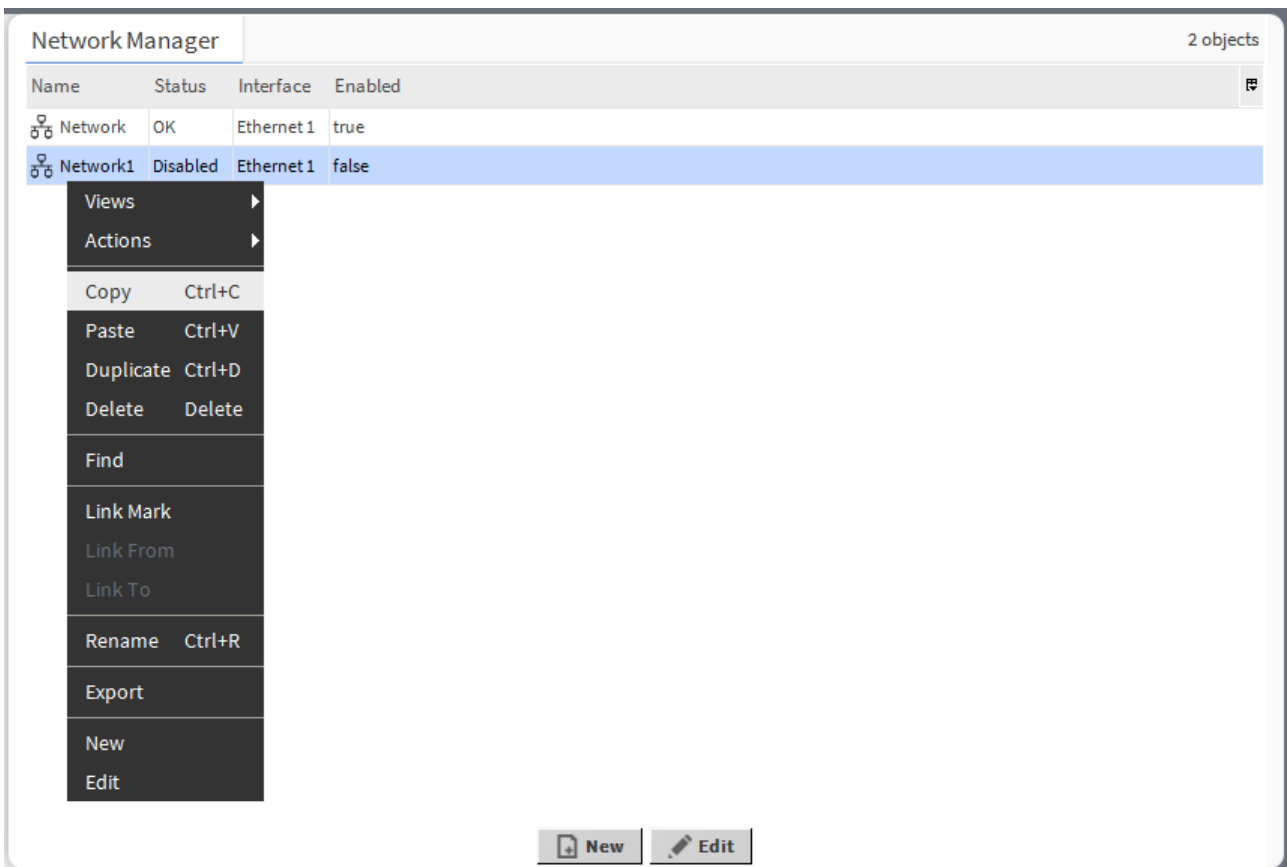 Network Manager 2 objects
Name Status Interface Enabled
Network OK Ethernet 1 true
Network1 Disabled Ethernet 1 false
Views
Actions
Copy Ctrl+C
Paste Ctrl+V
Duplicate Ctrl+D
Delete Delete
Find
Link Mark
Link From
Link To
Rename Ctrl+R
Export
New
Edit
New Edit